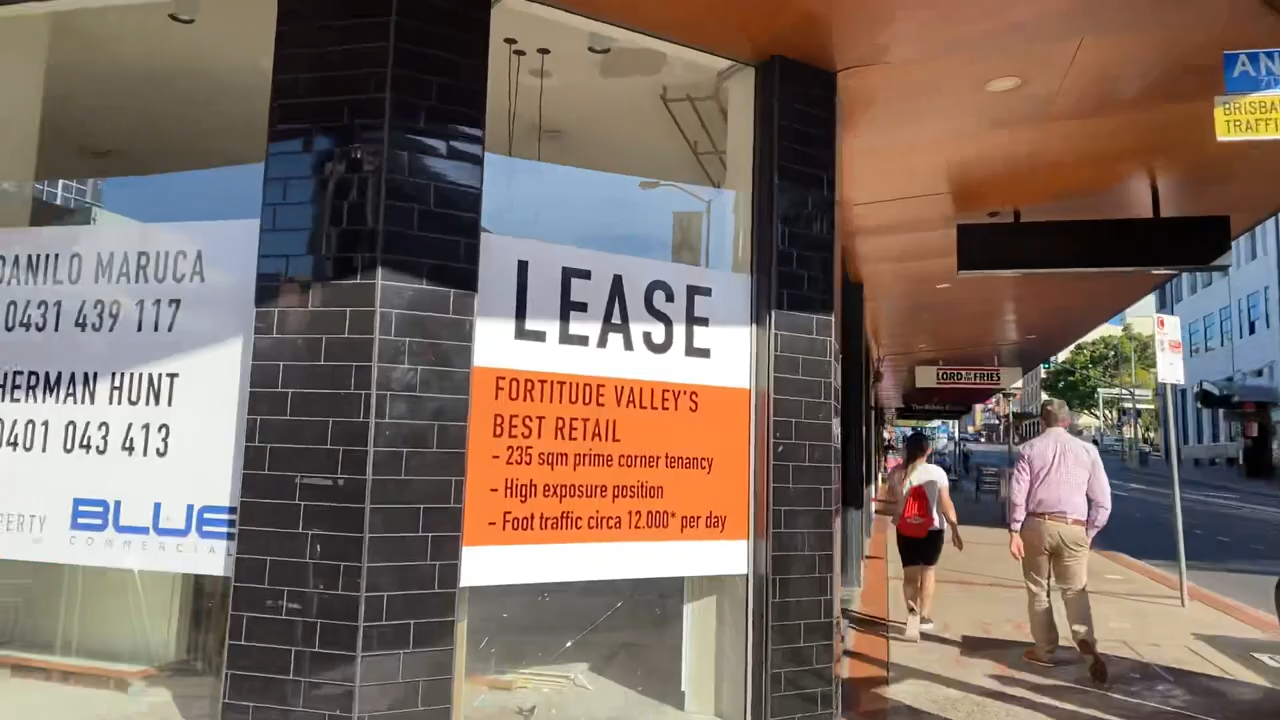 DANILO MARUCA
0431 439 117
HERMAN HUNT
0401 043 413
BLUE
COMMERCIAL
LEASE
FORTITUDE VALLEY'S
BEST RETAIL
- 235 sqm prime corner tenancy
- High exposure position
- Foot traffic circa 12.000* per day
LORD OF THE FRIES
AN
BRISBA
TRAFFI